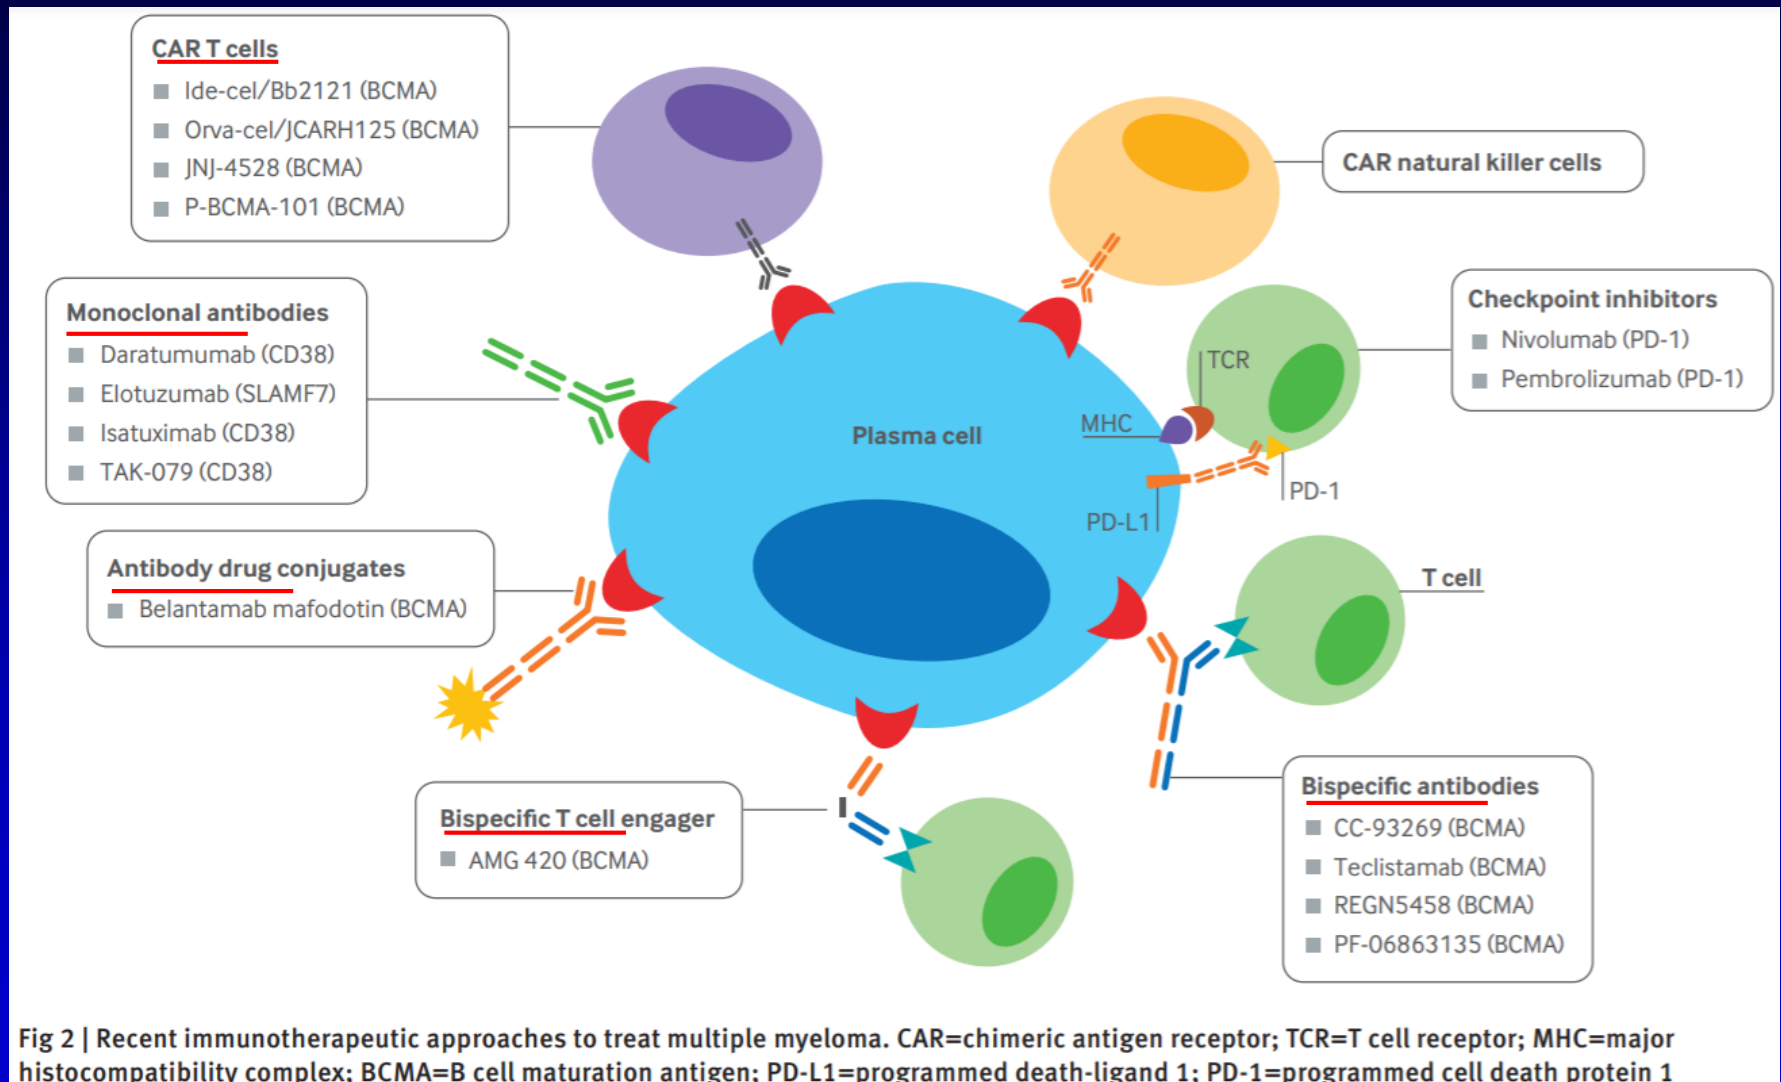 CAR T cells
Ide-cel/Bb2121 (BCMA)
Orva-cel/JCARH125 (BCMA)
JNJ-4528 (BCMA)
P-BCMA-101 (BCMA)
CAR natural killer cells
Monoclonal antibodies
Daratumumab (CD38)
Elotuzumab (SLAMF7)
Isatuximab (CD38)
TAK-079 (CD38)
Checkpoint inhibitors
Nivolumab (PD-1)
Pembrolizumab (PD-1)
TCR
MHC
Plasma cell
PD-1
PD-L1
Antibody drug conjugates
Belantamab mafodotin (BCMA)
T cell
Bispecific T cell engager
AMG 420 (BCMA)
Bispecific antibodies
CC-93269 (BCMA)
Teclistamab (BCMA)
REGN5458 (BCMA)
PF-06863135 (BCMA)
Fig 2 | Recent immunotherapeutic approaches to treat multiple myeloma. CAR=chimeric antigen receptor; TCR=T cell receptor; MHC=major
histocompatibility complex; BCMA=B cell maturation antigen; PD-L1=programmed death-ligand 1; PD-1=programmed cell death protein 1